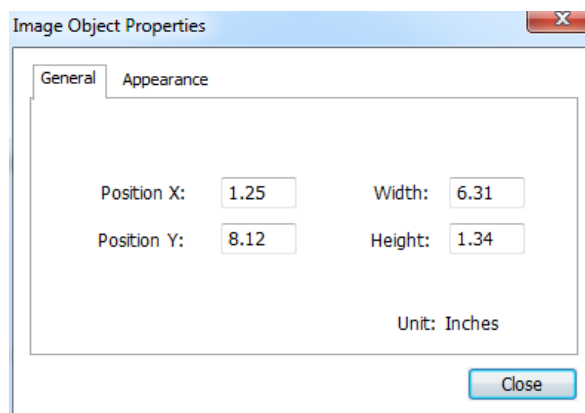 Image Object Properties
X
General Appearance
Position X: 1.25 Width: 6.31
Position Y: 8.12 Height: 1.34
Unit: Inches
Close